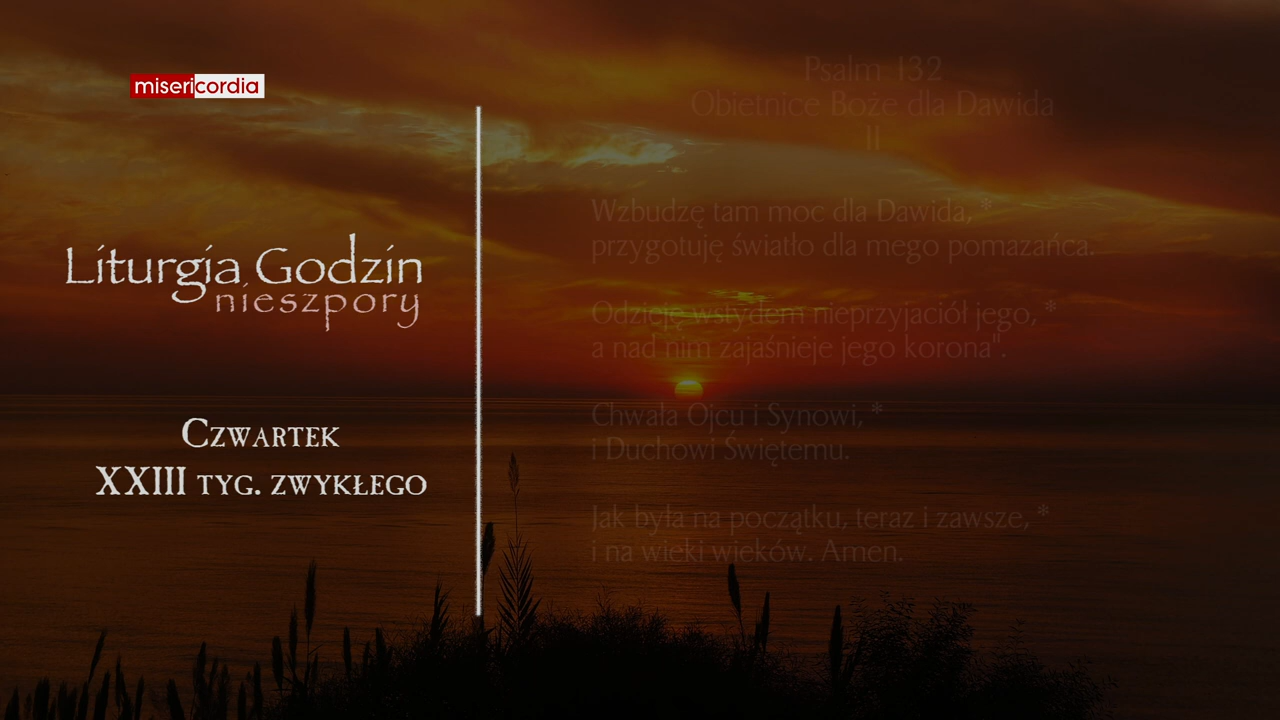 misericordia
Liturgia Godzin
nieszpory
Czwartek
XXIII tyg. zwykłego
Psalm 132
Obietnice Boże dla Dawida
II
Wzbudzę tam moc dla Dawida, *
przygotuję światło dla mego pomazańca.
Odzieję wstydem nieprzyjaciół jego, *
a nad nim zajaśnieje jego korona".
Chwała Ojcu i Synowi, *
i Duchowi Świętemu.
Jak była na początku, teraz i zawsze, *
i na wieki wieków. Amen.